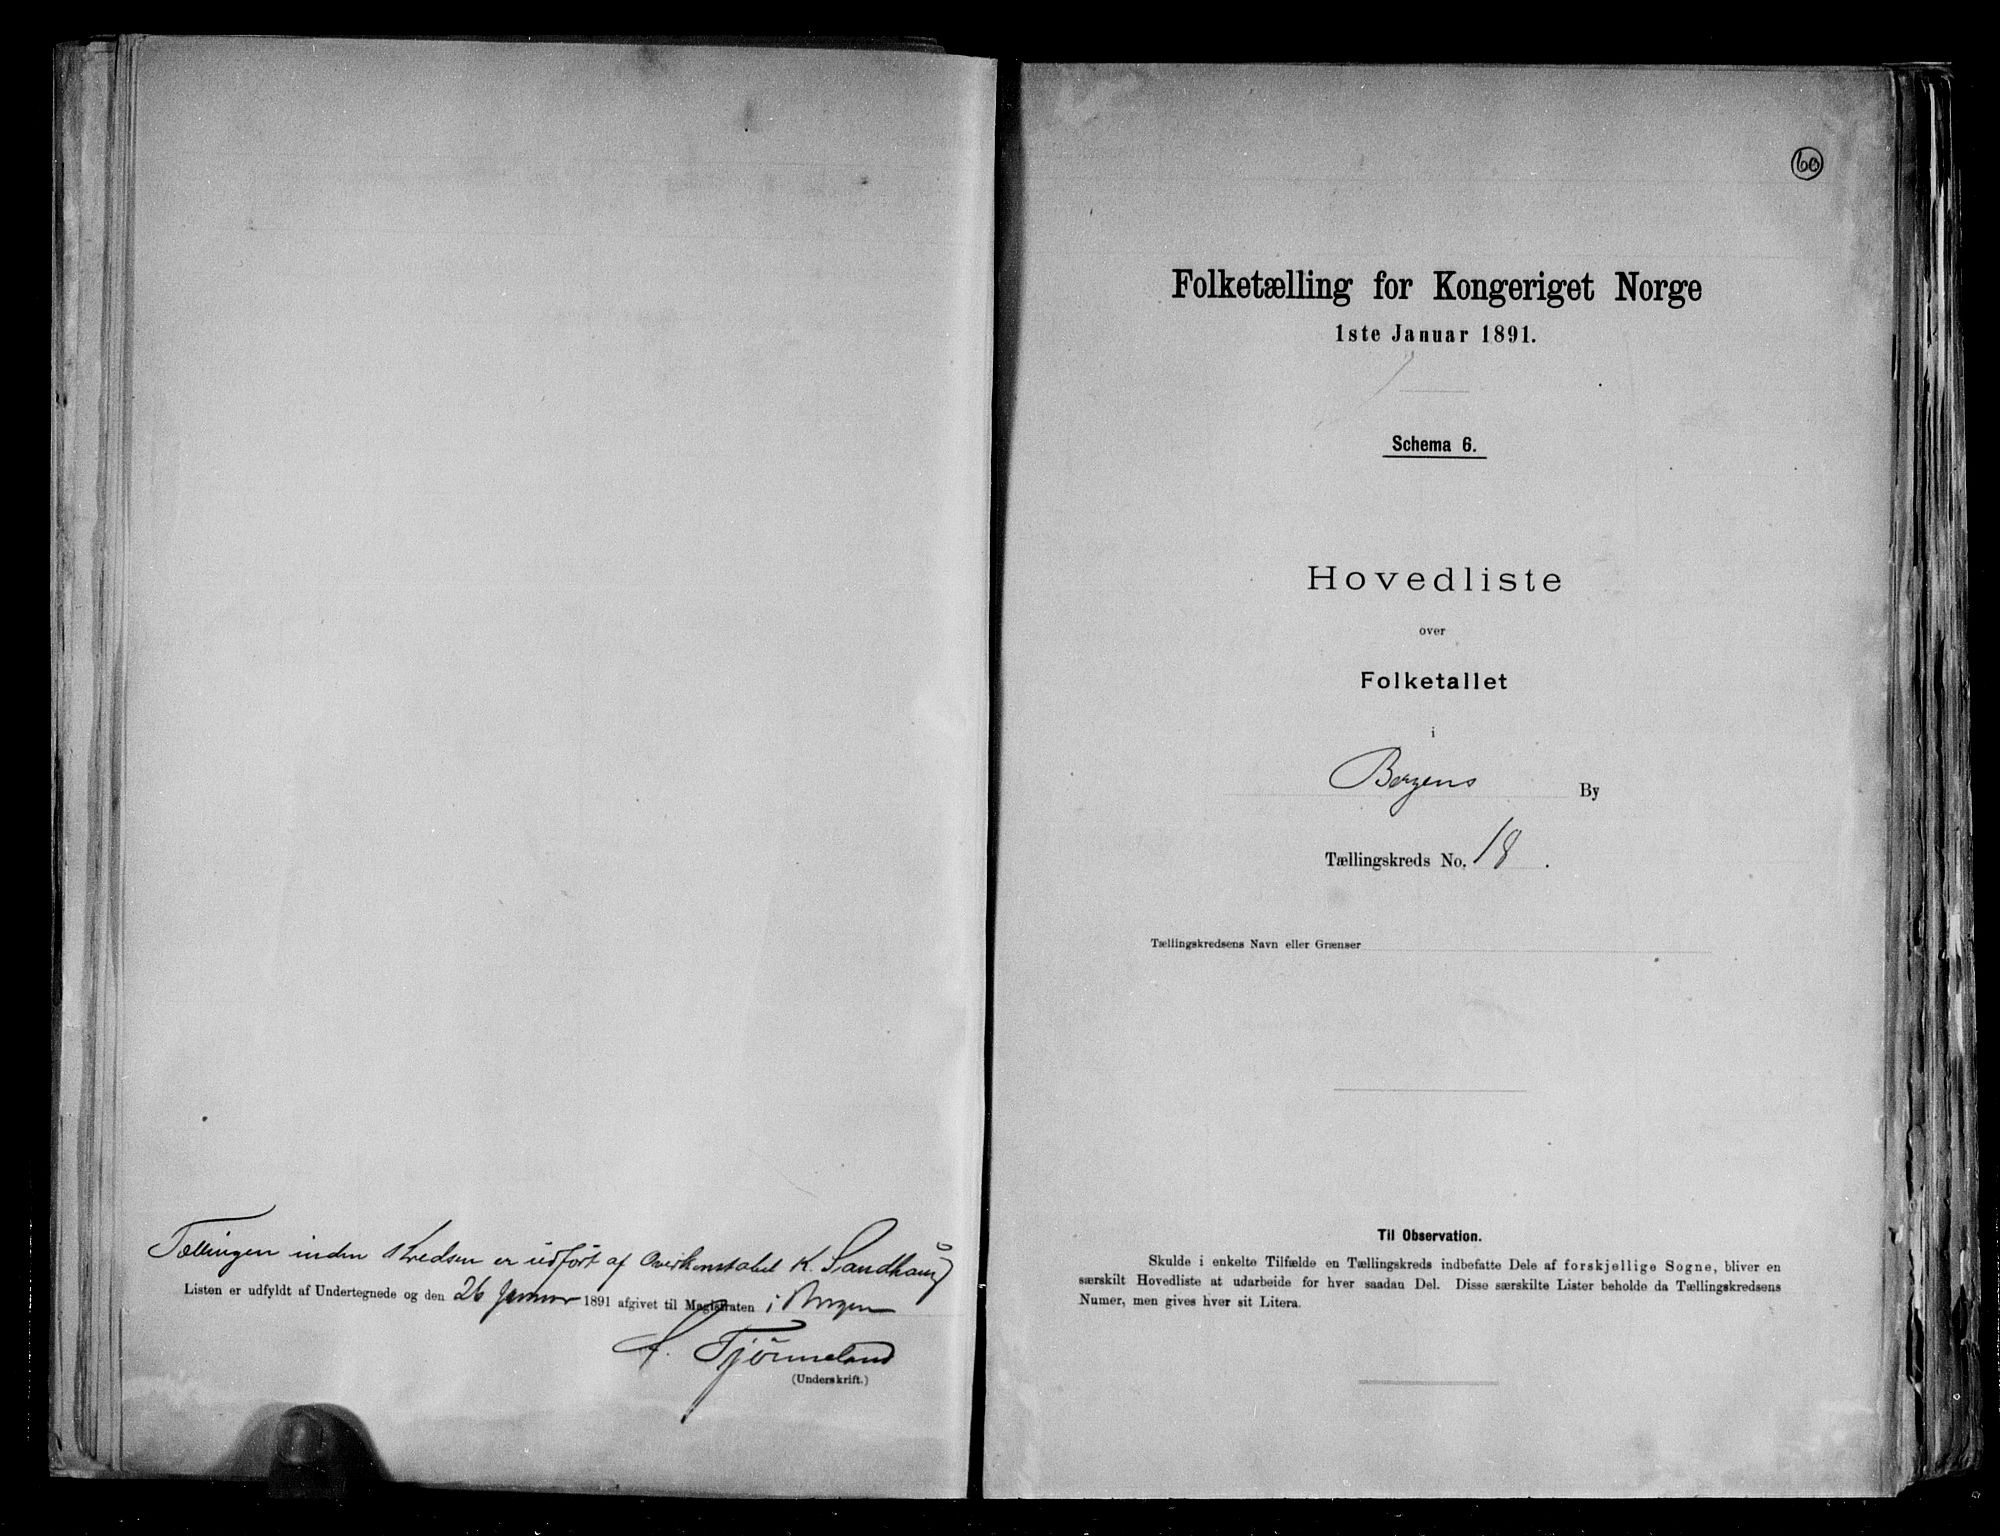 Tællingen inden Kredsen er udført af Overkonstabel K. Sandhaug
Listen er udfyldt af Undertegnede og den 26 Januar 1891 afgivet til Magistraten i Bergen
Tjønneland
(Underskrift.)
60
Folketælling for Kongeriget Norge
1ste Januar 1891.
Schema 6.
Hovedliste
over
Folketallet
i
Bergens By
Tællingskreds No. 18.
Tællingskredsens Navn eller Grænser
Til Observation.
Skulde i enkelte Tilfælde en Tællingskreds indbefatte Dele af forskjellige Sogne, bliver en
særskilt Hovedliste at udarbeide for hver saadan Del. Disse særskilte Lister beholde da Tællingskredsens
Numer, men gives hver sit Litera.